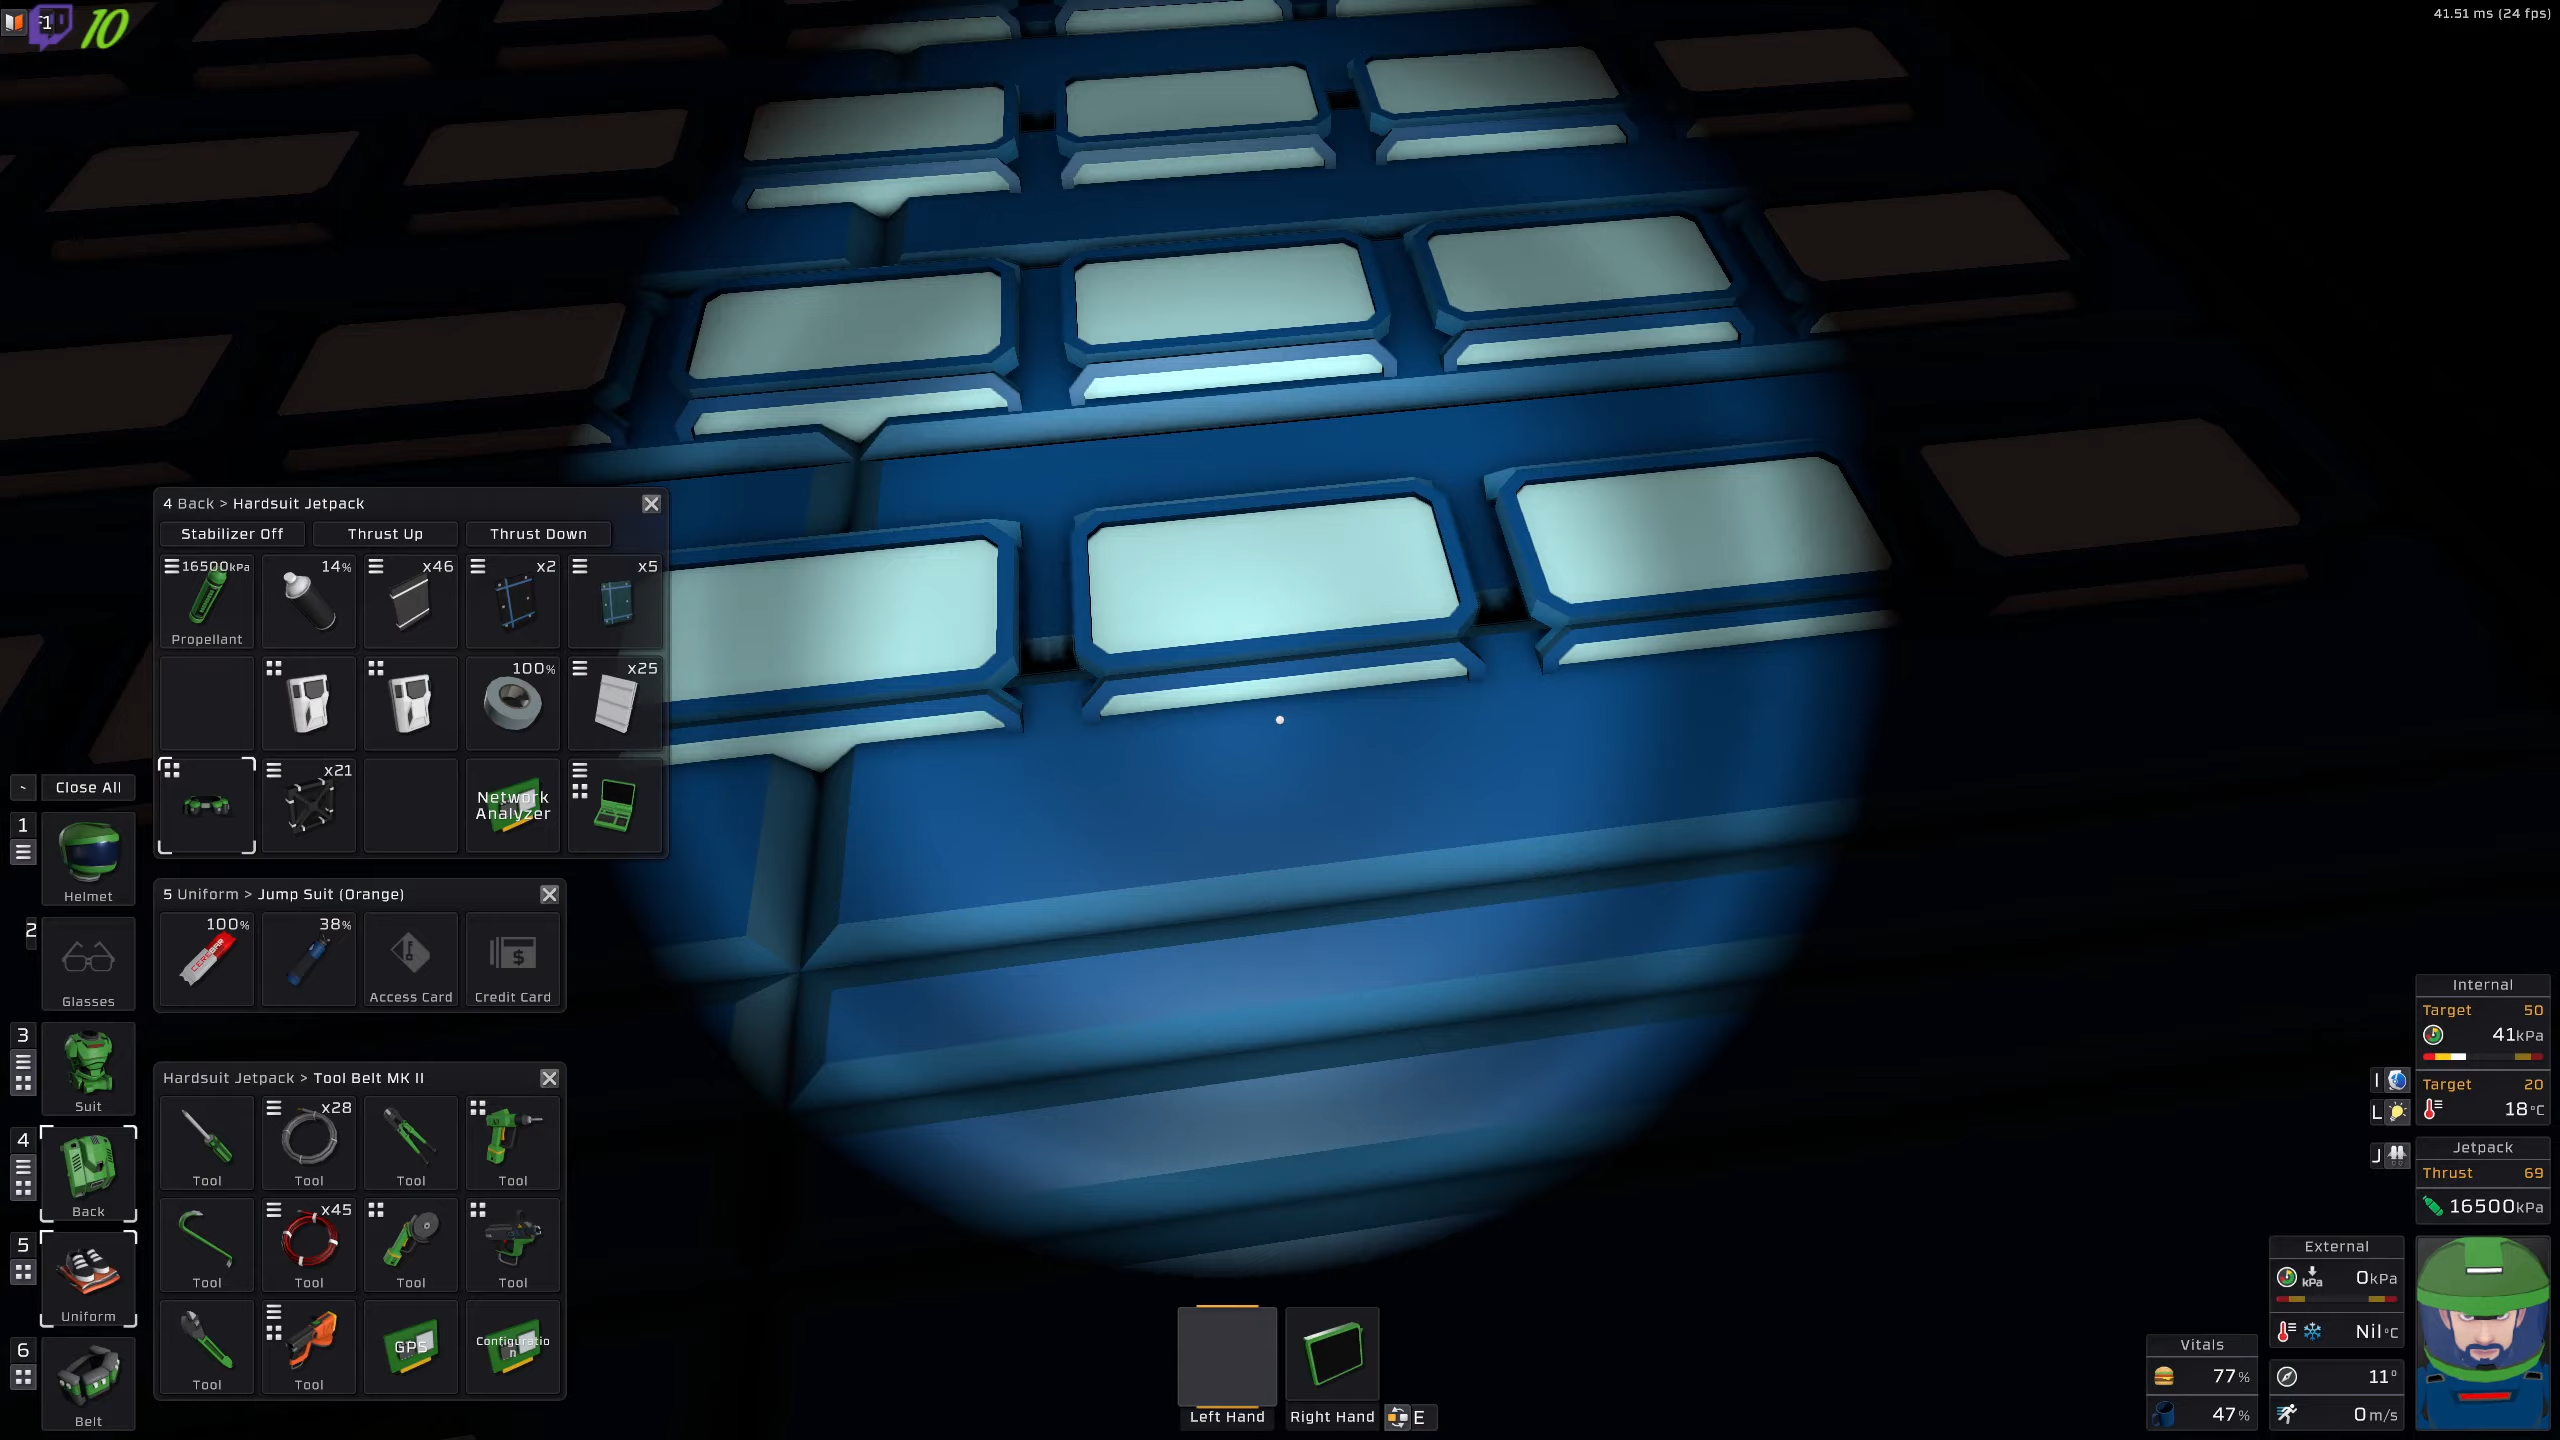 F1
10
41.51 ms (24 fps)
4 Back > Hardsuit Jetpack
Stabilizer Off
Thrust Up
Thrust Down
16500kPa
14%
x46
x2
x5
Propellant
100%
x25
x21
Network
Analyzer
~
Close All
1
Helmet
2
Glasses
3
Suit
4
Back
5
Uniform
6
Belt
5 Uniform > Jump Suit (Orange)
100%
38%
CEREBAR
Access Card
Credit Card
Hardsuit Jetpack > Tool Belt MK II
x28
Tool
Tool
Tool
Tool
x45
Tool
Tool
Tool
Tool
GPS
Configuratio
n
Tool
Tool
Left Hand
Right Hand
E
Internal
Target 50
41kPa
I
Target 20
L
18°C
Jetpack
J
Thrust 69
16500kPa
External
kPa
0kPa
Nil°C
Vitals
77%
11°
47%
0m/s